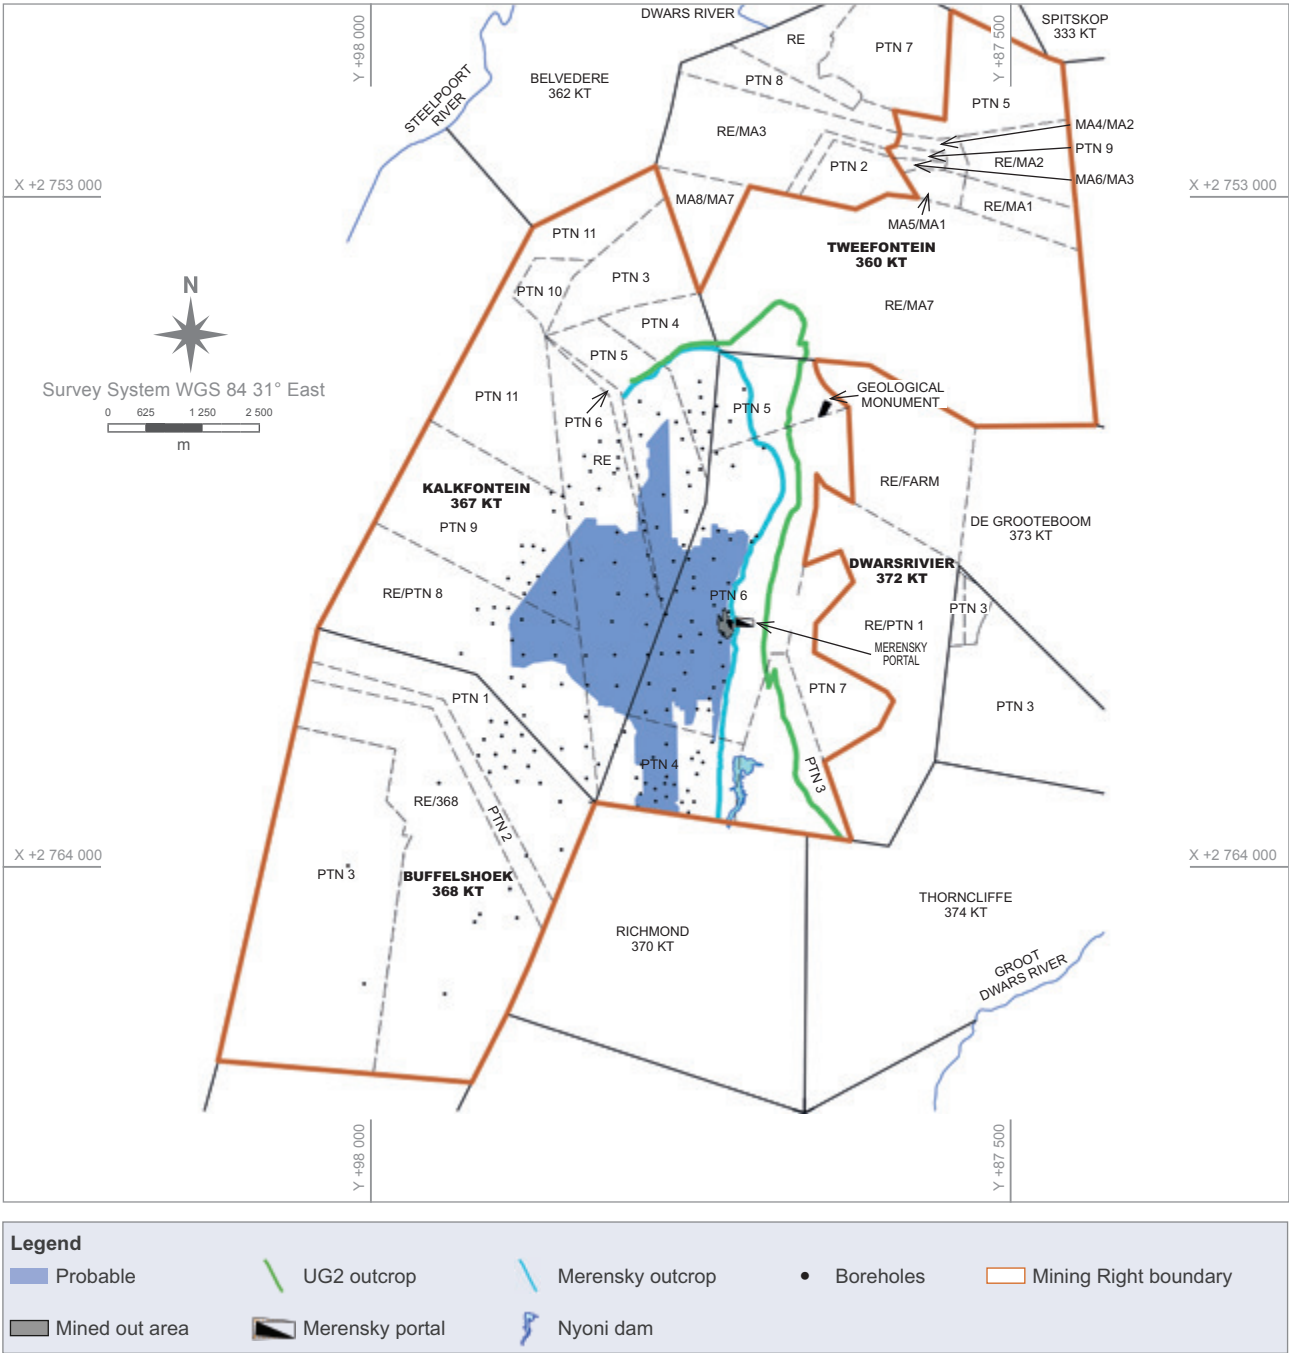 DWARS RIVER
SPITSKOP
333 KT
Y +98 000
Y +87 500
RE
PTN 7
BELVEDERE
362 KT
PTN 8
STEELPOORT
RIVER
PTN 5
MA4/MA2
RE/MA3
PTN 9
PTN 2
RE/MA2
MA6/MA3
X +2 753 000
X +2 753 000
MA8/MA7
RE/MA1
MA5/MA1
PTN 11
TWEEFONTEIN
360 KT
PTN 3
N
PTN 10
RE/MA7
PTN 4
PTN 5
Survey System WGS 84 31° East
0 625 1 250 2 500
m
GEOLOGICAL
MONUMENT
PTN 11
PTN 5
PTN 6
RE
KALKFONTEIN
367 KT
RE/FARM
PTN 9
DE GROOTEBOOM
373 KT
DWARSRIVIER
372 KT
RE/PTN 8
PTN 6
PTN 3
RE/PTN 1
MERENSKY
PORTAL
PTN 7
PTN 1
PTN 3
PTN 4
PTN 3
RE/368
PTN 2
X +2 764 000
X +2 764 000
PTN 3
BUFFELSHOEK
368 KT
THORNCLIFFE
374 KT
RICHMOND
370 KT
GROOT
DWARS RIVER
Y +98 000
Y +87 500
Legend
Probable
UG2 outcrop
Merensky outcrop
Boreholes
Mining Right boundary
Mined out area
Merensky portal
Nyoni dam